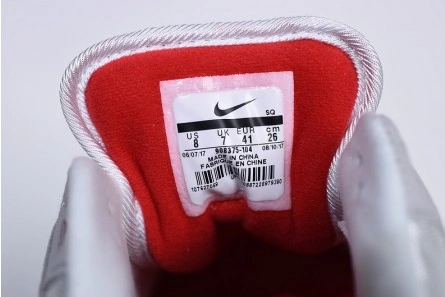 SQ
US UK EUR cm
8 7 41 26
06/07/17 908375-104 08/10/17
MADE IN CHINA
FABRIQUÉ EN CHINE